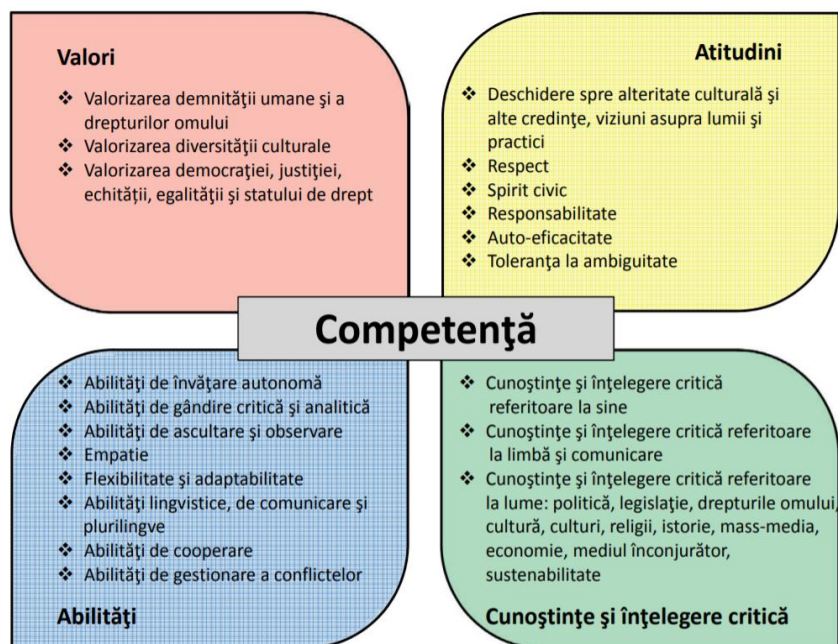 Valori
❖ Valorizarea demnităţii umane şi a
drepturilor omului
❖ Valorizarea diversităţii culturale
❖ Valorizarea democraţiei, justiţiei,
echităţii, egalităţii şi statului de drept
Atitudini
❖ Deschidere spre alteritate culturală şi
alte credinţe, viziuni asupra lumii şi
practici
❖ Respect
❖ Spirit civic
❖ Responsabilitate
❖ Auto-eficacitate
❖ Toleranţa la ambiguitate
Competenţă
❖ Abilităţi de învăţare autonomă
❖ Abilităţi de gândire critică şi analitică
❖ Abilităţi de ascultare şi observare
❖ Empatie
❖ Flexibilitate şi adaptabilitate
❖ Abilităţi lingvistice, de comunicare şi
plurilingve
❖ Abilităţi de cooperare
❖ Abilităţi de gestionare a conflictelor
Abilităţi
❖ Cunoştinţe şi înţelegere critică
referitoare la sine
❖ Cunoştinţe şi înţelegere critică referitoare
la limbă şi comunicare
❖ Cunoştinţe şi înţelegere critică referitoare
la lume: politică, legislaţie, drepturile omului,
cultură, culturi, religii, istorie, mass-media,
economie, mediul înconjurător,
sustenabilitate
Cunoştinţe şi înţelegere critică